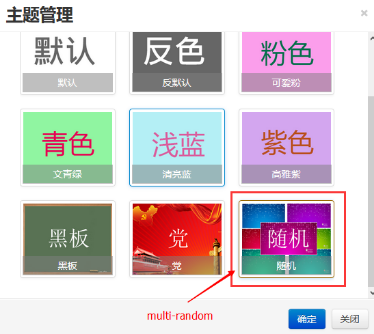 主题管理
×
默认
反色
粉色
默认
反默认
可爱粉
青色
浅蓝
紫色
文青绿
清亮蓝
高雅紫
黑板
党
随机
黑板
党
随机
multi-random
确定
关闭